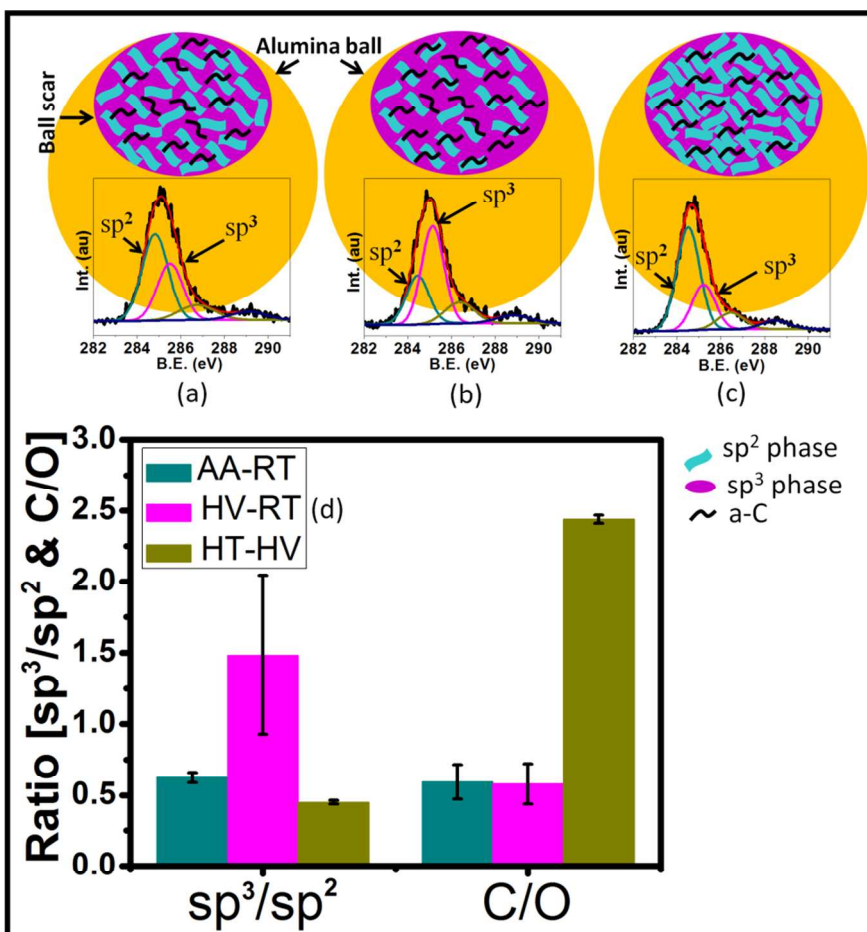 Alumina ball
Ball scar
sp² sp³
sp² sp³
sp² sp³
Int. (au)
Int. (au)
Int. (au)
282 284 286 288 290
282 284 286 288 290
282 284 286 288 290
B.E. (eV)
B.E. (eV)
B.E. (eV)
(a)
(b)
(c)
Ratio [sp³/sp² & C/O]
3.0
2.5
2.0
1.5
1.0
0.5
0.0
AA-RT
HV-RT (d)
HT-HV
sp³/sp² C/O
sp² phase
sp³ phase
a-C